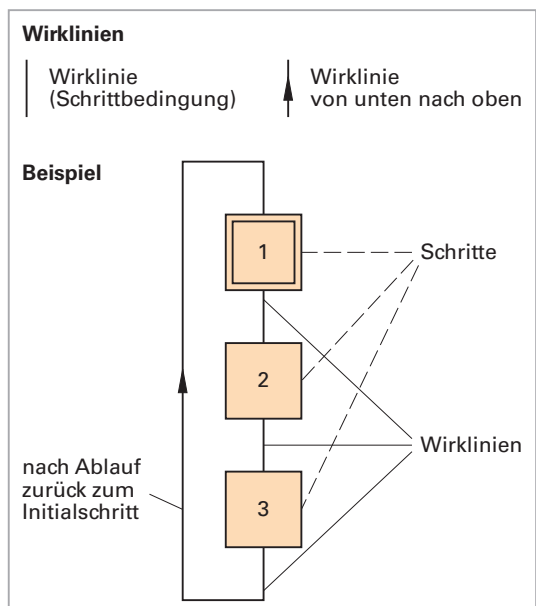 Wirklinien
Wirklinie
(Schrittbedingung)
Wirklinie
von unten nach oben
Beispiel
1
Schritte
2
Wirklinien
nach Ablauf
zurück zum
Initialschritt
3